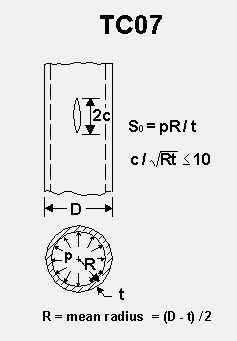 TC07
2c
S₀ = pR / t
c / √Rt ≤ 10
D
p
R
t
R = mean radius = (D - t) / 2